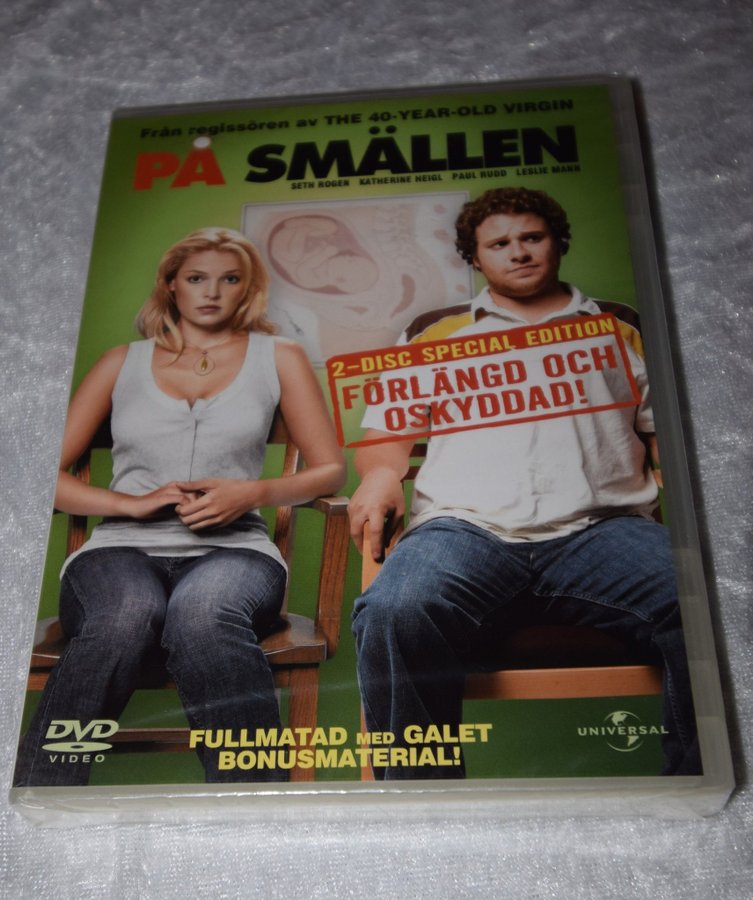 Från regissören av THE 40-YEAR-OLD VIRGIN
PÅ SMÄLLEN
SETH ROGEN KATHERINE HEIGL PAUL RUDD LESLIE MANN
2-DISC SPECIAL EDITION
FÖRLÄNGD OCH
OSKYDDAD!
DVD
VIDEO
FULLMATAD MED GALET
BONUSMATERIAL!
UNIVERSAL